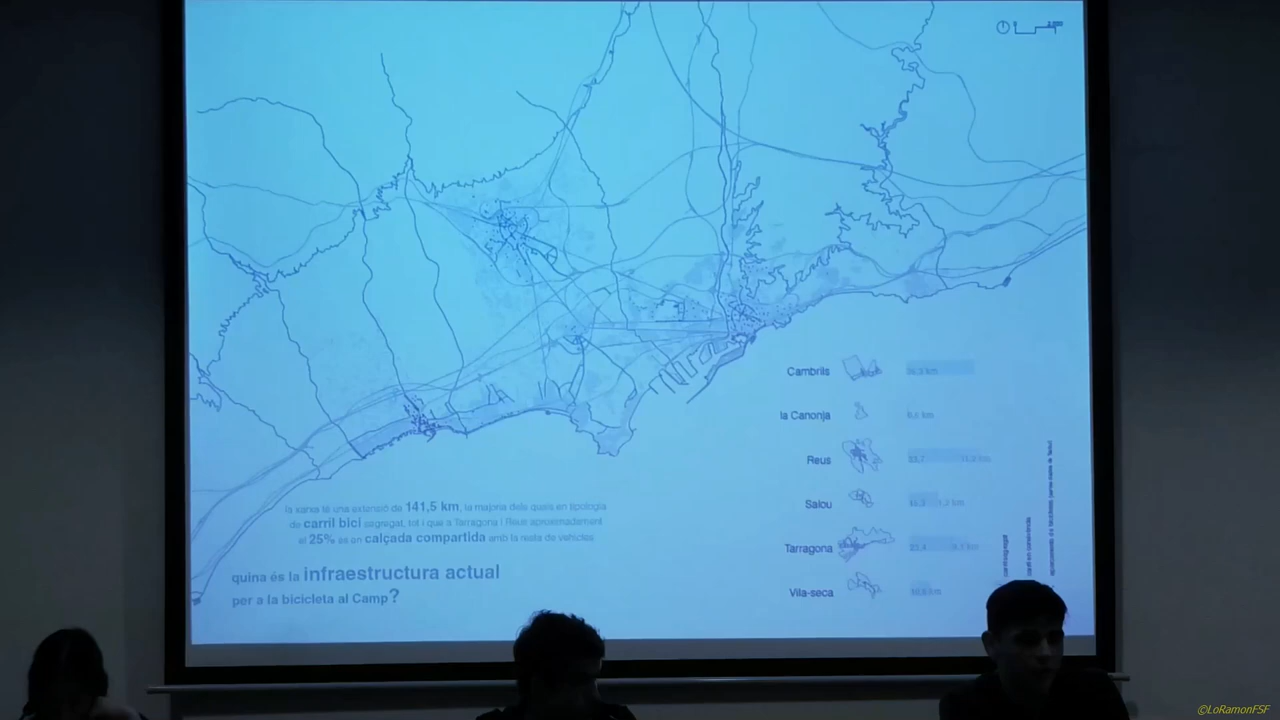 Cambrils
la Canonja
Reus
Salou
Tarragona
Vila-seca
la xarxa té una extensió de 141,5 km, la majoria dels quals en tipologia
de carril bici segregat, tot i que a Tarragona i Reus aproximadament
el 25% és en calçada compartida amb la resta de vehicles
quina és la infraestructura actual
per a la bicicleta al Camp?
©LoRamonFSF